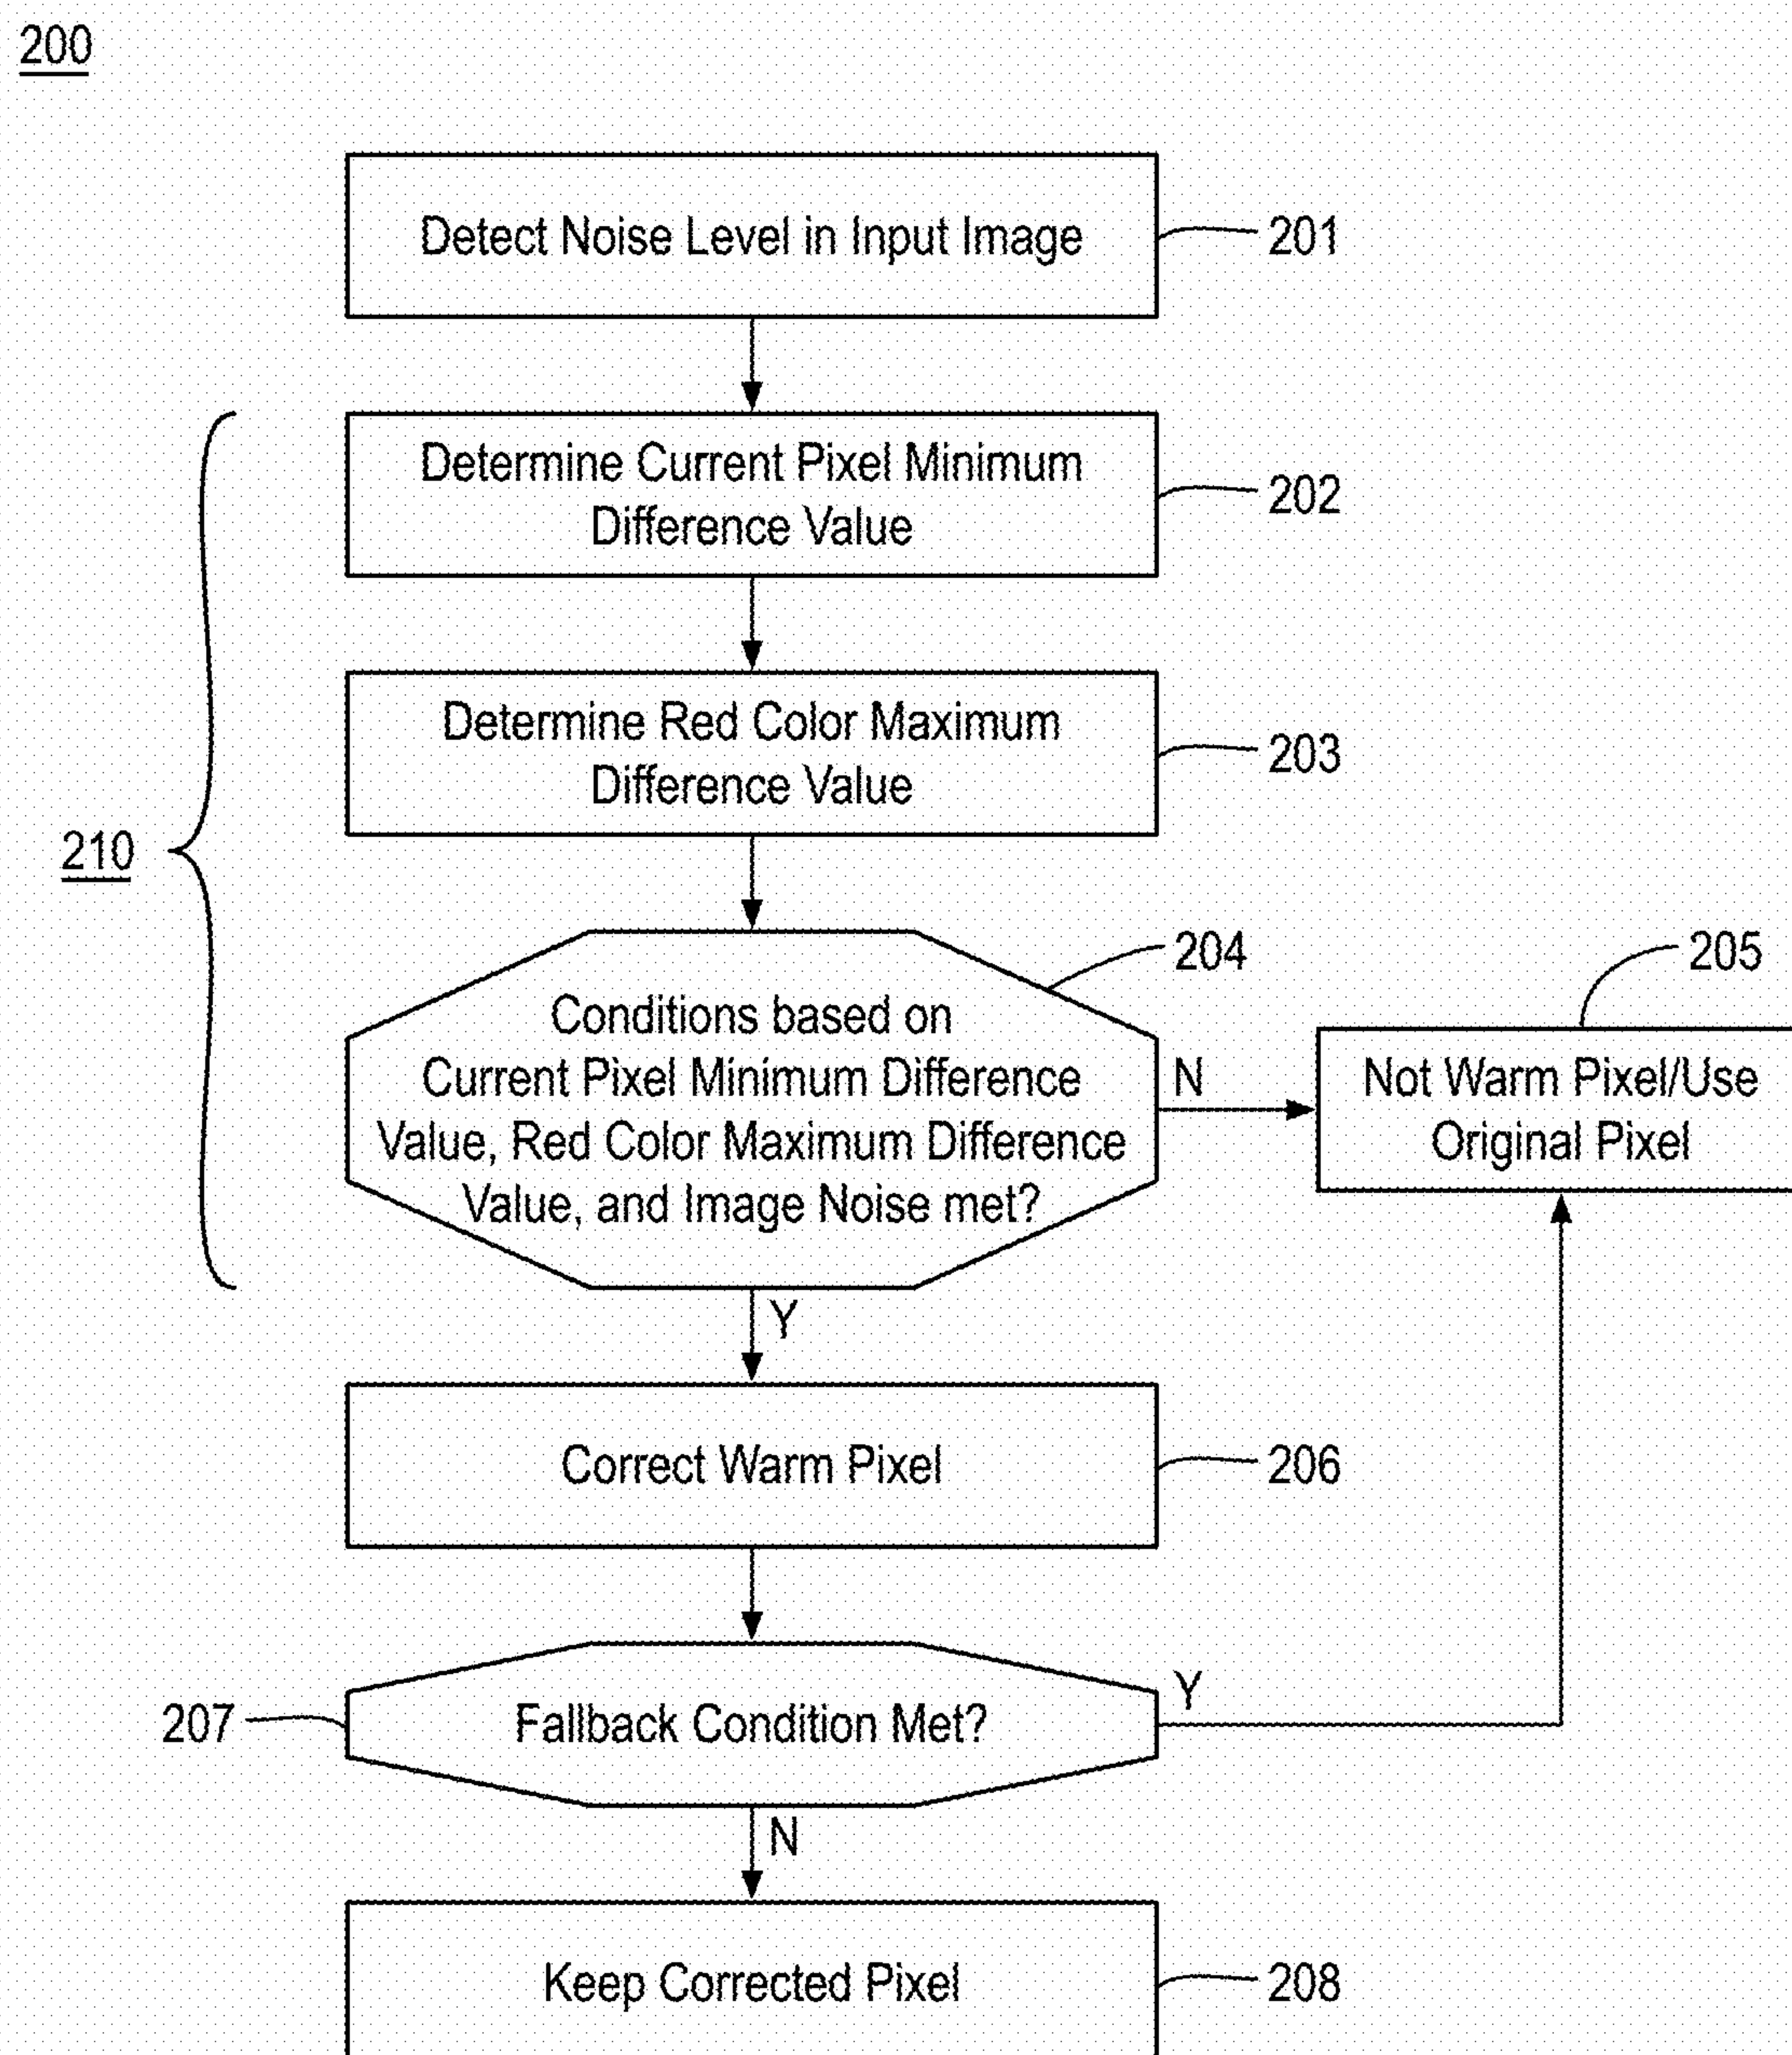 200
Detect Noise Level in Input Image
201
Determine Current Pixel Minimum
Difference Value
202
Determine Red Color Maximum
Difference Value
203
210
204
Conditions based on
Current Pixel Minimum Difference
Value, Red Color Maximum Difference
Value, and Image Noise met?
N
205
Not Warm Pixel/Use
Original Pixel
Y
Correct Warm Pixel
206
207
Fallback Condition Met?
Y
N
Keep Corrected Pixel
208